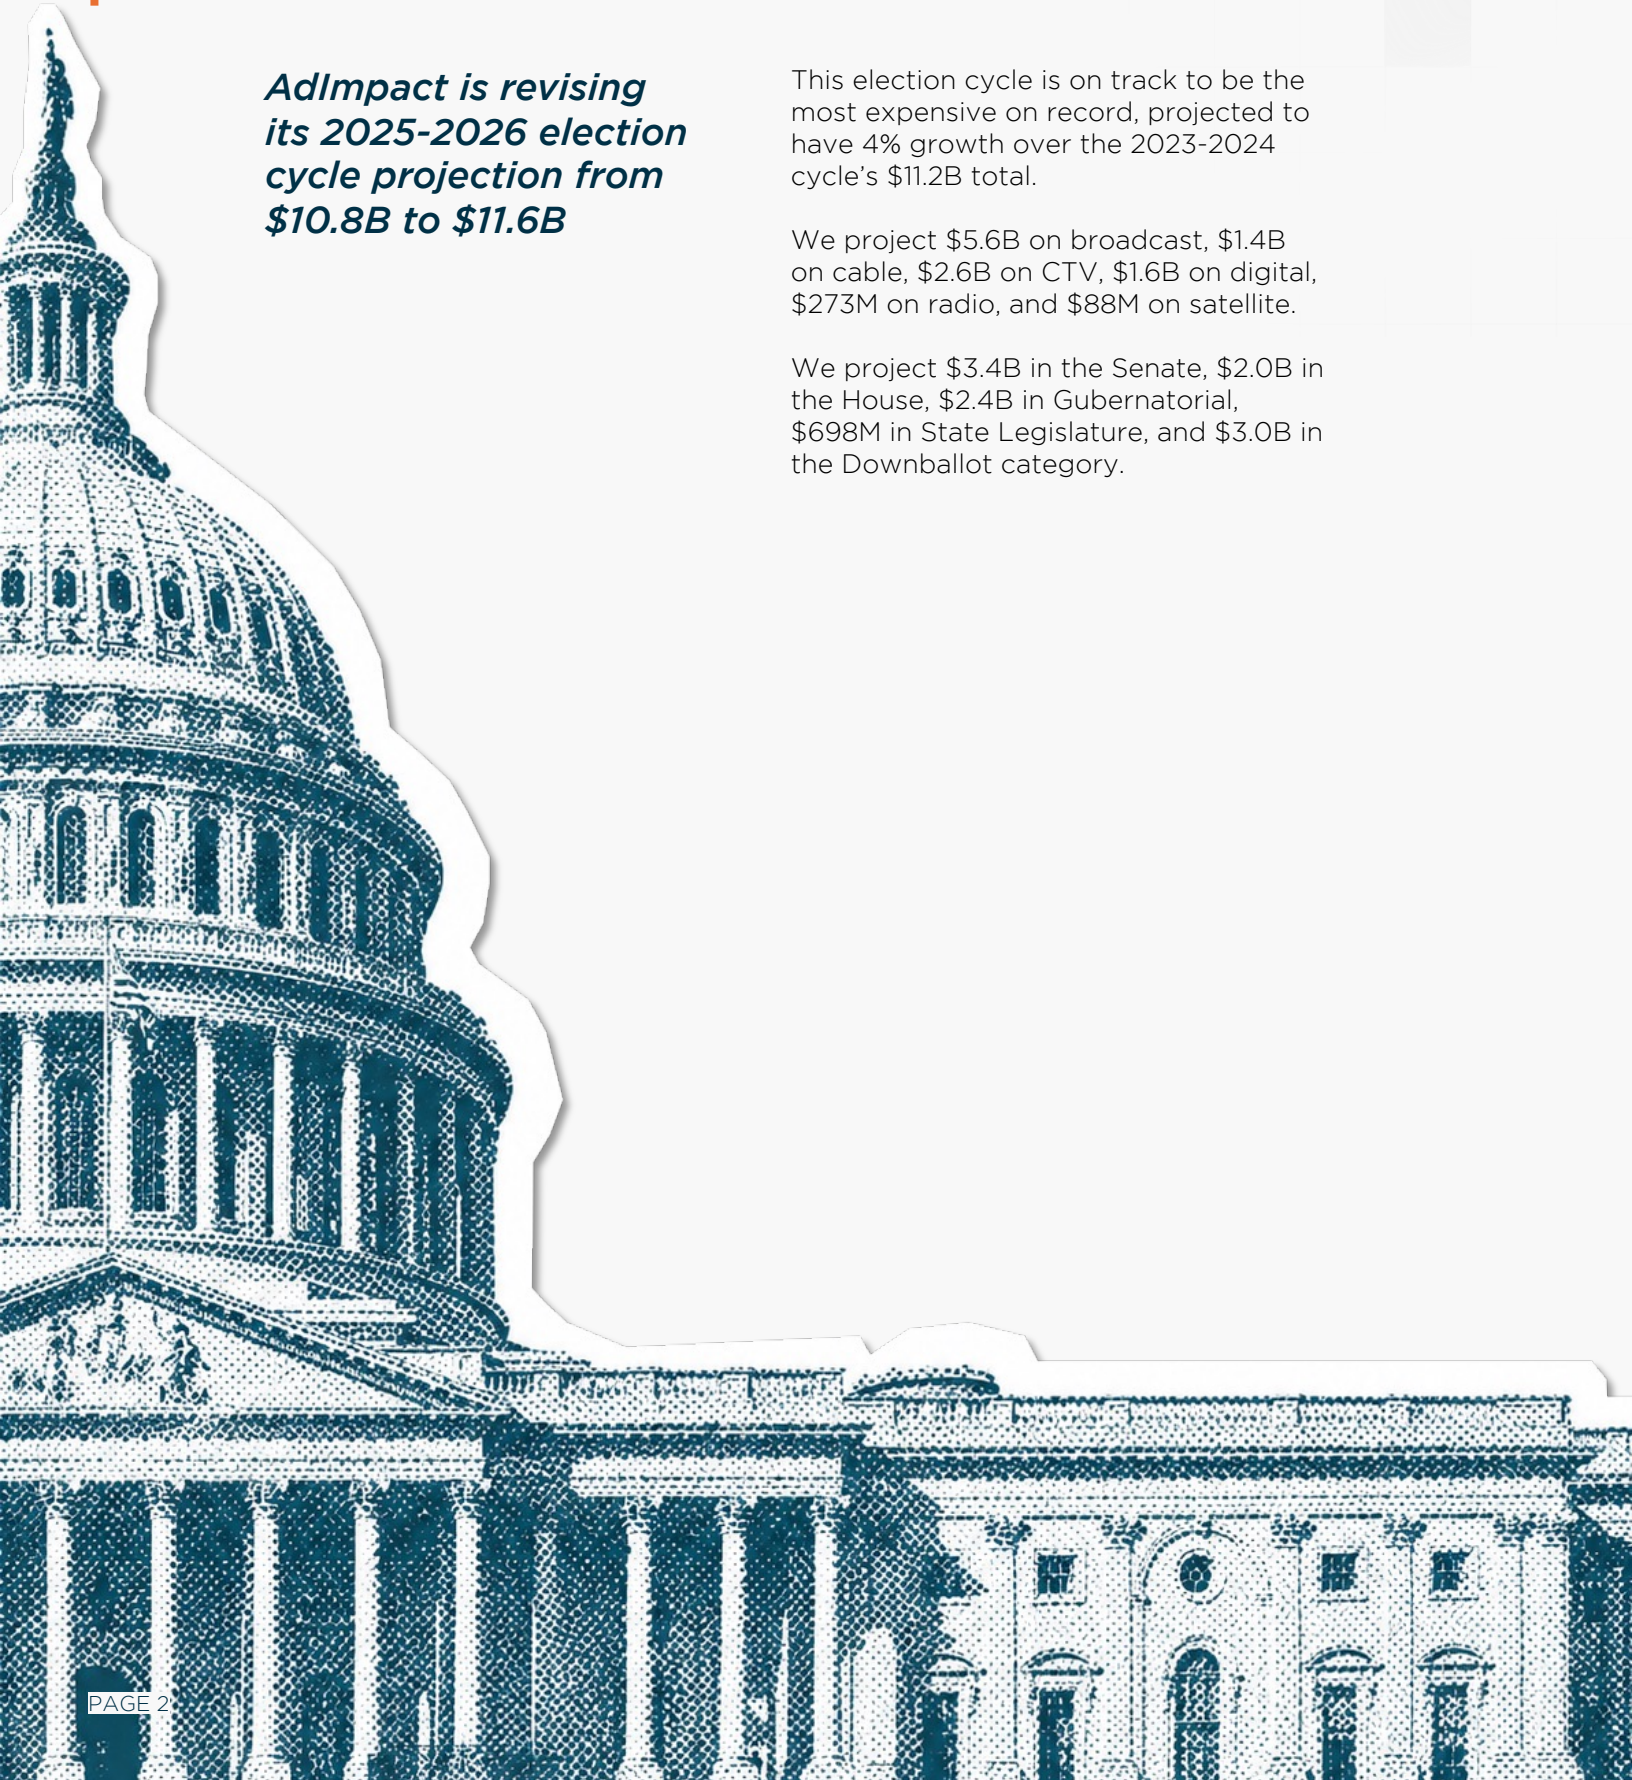 AdImpact is revising
its 2025-2026 election
cycle projection from
$10.8B to $11.6B
This election cycle is on track to be the
most expensive on record, projected to
have 4% growth over the 2023-2024
cycle’s $11.2B total.
We project $5.6B on broadcast, $1.4B
on cable, $2.6B on CTV, $1.6B on digital,
$273M on radio, and $88M on satellite.
We project $3.4B in the Senate, $2.0B in
the House, $2.4B in Gubernatorial,
$698M in State Legislature, and $3.0B in
the Downballot category.
PAGE 2